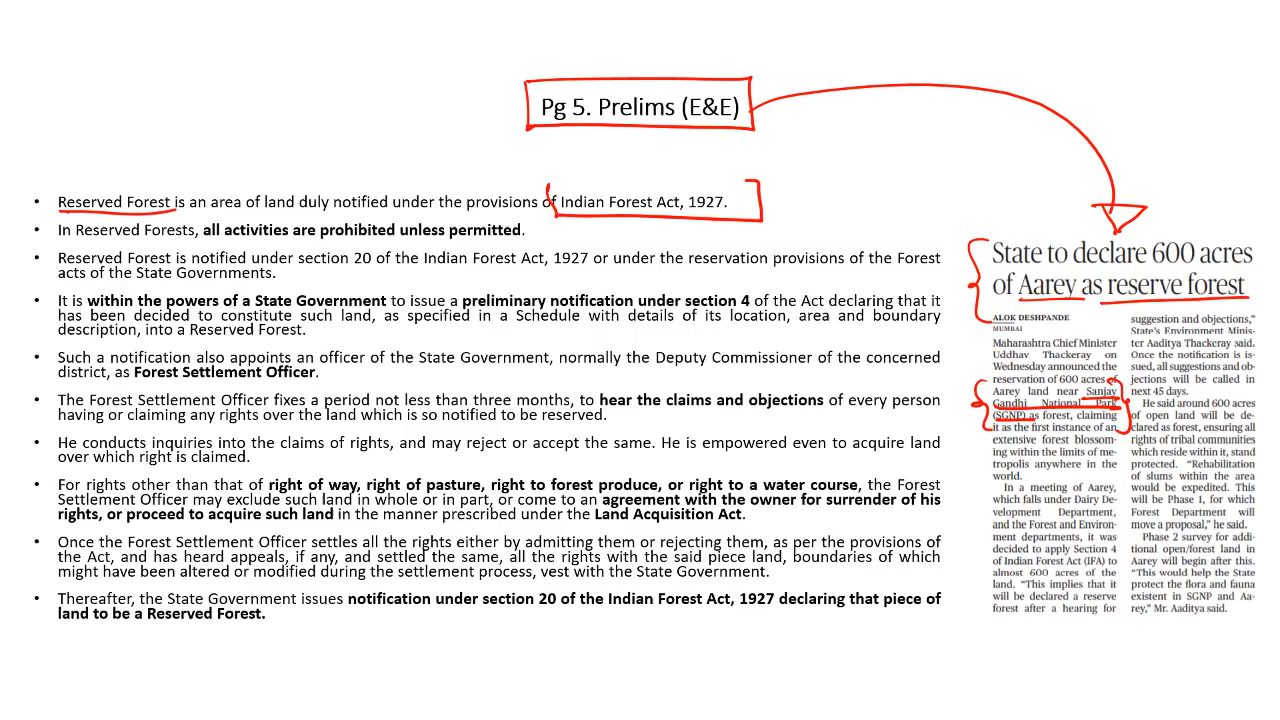 Pg 5. Prelims (E&E)
• Reserved Forest is an area of land duly notified under the provisions of Indian Forest Act, 1927.
• In Reserved Forests, all activities are prohibited unless permitted.
• Reserved Forest is notified under section 20 of the Indian Forest Act, 1927 or under the reservation provisions of the Forest
acts of the State Governments.
• It is within the powers of a State Government to issue a preliminary notification under section 4 of the Act declaring that it
has been decided to constitute such land, as specified in a Schedule with details of its location, area and boundary
description, into a Reserved Forest.
• Such a notification also appoints an officer of the State Government, normally the Deputy Commissioner of the concerned
district, as Forest Settlement Officer.
• The Forest Settlement Officer fixes a period not less than three months, to hear the claims and objections of every person
having or claiming any rights over the land which is so notified to be reserved.
• He conducts inquiries into the claims of rights, and may reject or accept the same. He is empowered even to acquire land
over which right is claimed.
• For rights other than that of right of way, right of pasture, right to forest produce, or right to a water course, the Forest
Settlement Officer may exclude such land in whole or in part, or come to an agreement with the owner for surrender of his
rights, or proceed to acquire such land in the manner prescribed under the Land Acquisition Act.
• Once the Forest Settlement Officer settles all the rights either by admitting them or rejecting them, as per the provisions of
the Act, and has heard appeals, if any, and settled the same, all the rights with the said piece land, boundaries of which
might have been altered or modified during the settlement process, vest with the State Government.
• Thereafter, the State Government issues notification under section 20 of the Indian Forest Act, 1927 declaring that piece of
land to be a Reserved Forest.
State to declare 600 acres
of Aarey as reserve forest
ALOK DESHPANDE
MUMBAI
Maharashtra Chief Minister
Uddhav Thackeray on
Wednesday announced the
reservation of 600 acres of
Aarey land near Sanjay
Gandhi National Park
(SGNP) as forest, claiming
it as the first instance of an
extensive forest blossom-
ing within the limits of me-
tropolis anywhere in the
world.
In a meeting of Aarey,
which falls under Dairy De-
velopment Department,
and the Forest and Environ-
ment departments, it was
decided to apply Section 4
of Indian Forest Act (IFA) to
almost 600 acres of the
land. “This implies that it
will be declared a reserve
forest after a hearing for
suggestion and objections,”
State's Environment Minis-
ter Aaditya Thackeray said.
Once the notification is is-
sued, all suggestions and ob-
jections will be called in
next 45 days.
He said around 600 acres
of open land will be de-
clared as forest, ensuring all
rights of tribal communities
which reside within it, stand
protected. “Rehabilitation
of slums within the area
would be expedited. This
will be Phase 1, for which
Forest Department will
move a proposal,” he said.
Phase 2 survey for addi-
tional open/forest land in
Aarey will begin after this.
“This would help the State
protect the flora and fauna
existent in SGNP and Aa-
rey,” Mr. Aaditya said.